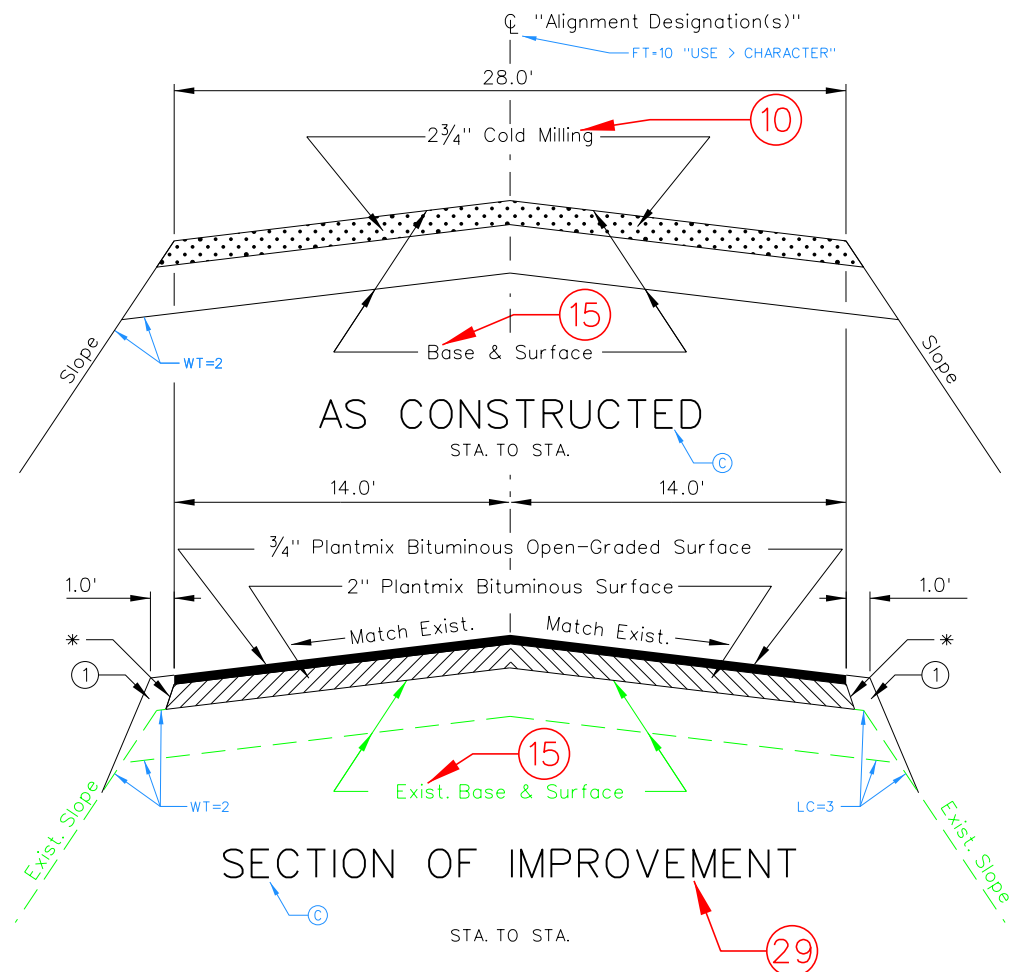 ℄ "Alignment Designation(s)"
FT=10 "USE > CHARACTER"
28.0'
10
2¾" Cold Milling
15
Base & Surface
Slope
Slope
WT=2
AS CONSTRUCTED
STA. TO STA.
C
14.0'
14.0'
¾" Plantmix Bituminous Open-Graded Surface
2" Plantmix Bituminous Surface
1.0'
1.0'
Match Exist.
Match Exist.
*
*
1
1
15
Exist. Base & Surface
WT=2
LC=3
Exist. Slope
Exist. Slope
SECTION OF IMPROVEMENT
C
STA. TO STA.
29